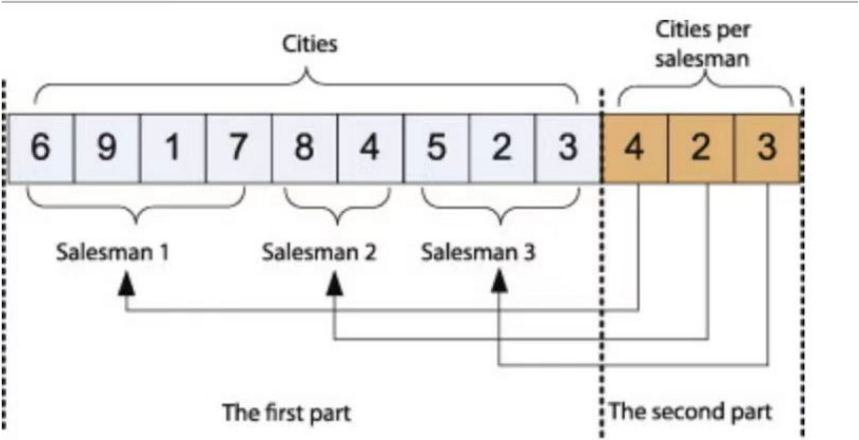 Cities
Cities per
salesman
6 9 1 7 8 4 5 2 3 4 2 3
Salesman 1 Salesman 2 Salesman 3
The first part The second part